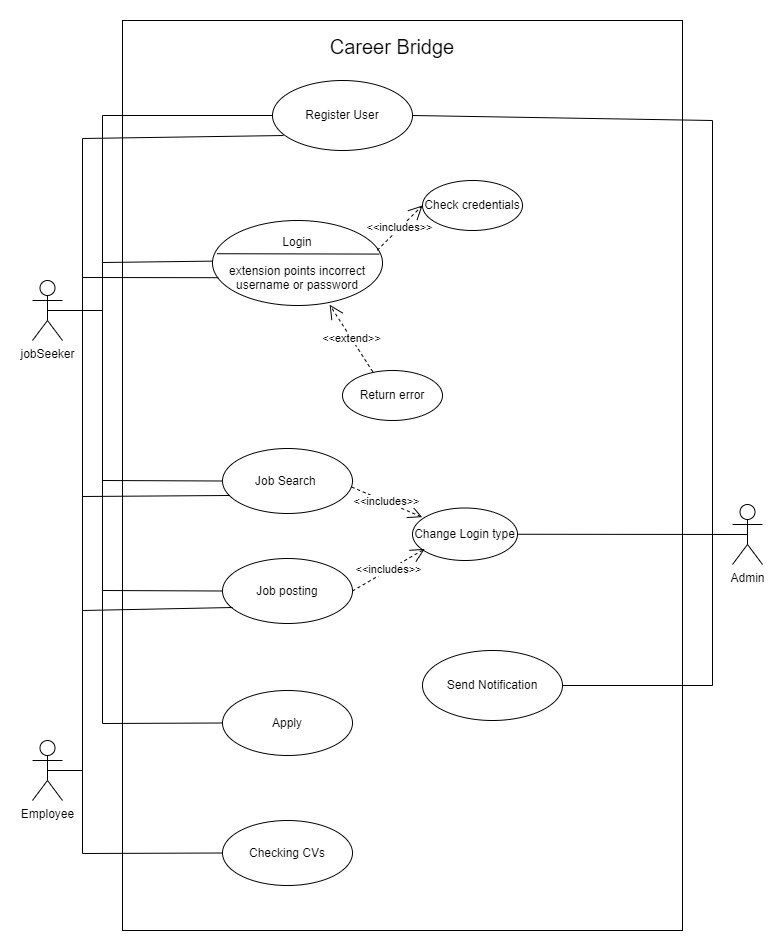 Career Bridge
Register User
Check credentials
<<includes>>
Login
extension points incorrect
username or password
<<extend>>
jobSeeker
Return error
Job Search
<<includes>>
Change Login type
<<includes>>
Job posting
Admin
Send Notification
Apply
Employee
Checking CVs